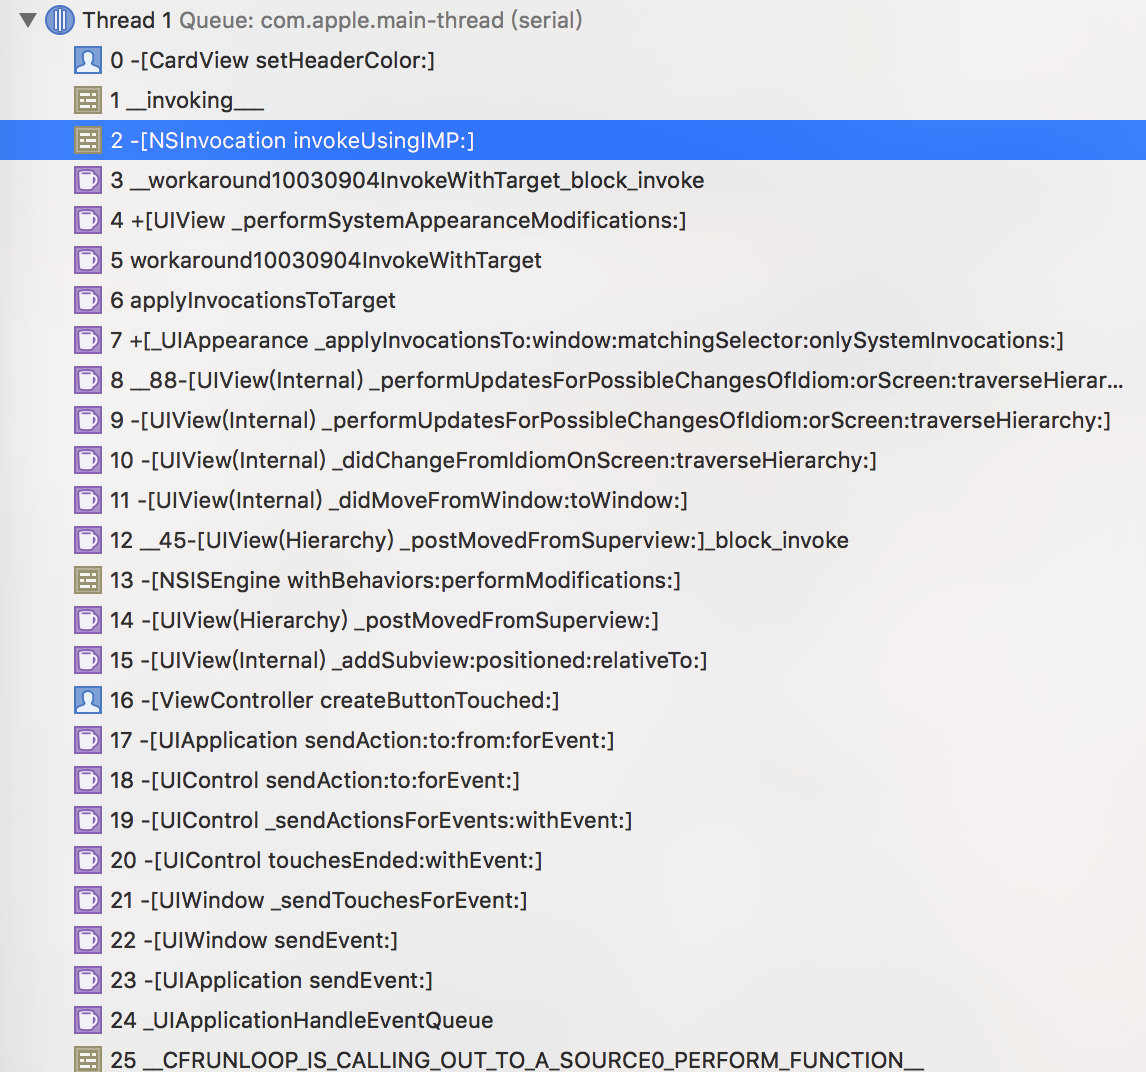 Thread 1 Queue: com.apple.main-thread (serial)
0 -[CardView setHeaderColor:]
1 __invoking___
2 -[NSInvocation invokeUsingIMP:]
3 __workaround10030904InvokeWithTarget_block_invoke
4 +[UIView _performSystemAppearanceModifications:]
5 workaround10030904InvokeWithTarget
6 applyInvocationsToTarget
7 +[_UIAppearance _applyInvocationsTo:window:matchingSelector:onlySystemInvocations:]
8 __88-[UIView(Internal) _performUpdatesForPossibleChangesOfIdiom:orScreen:traverseHierar...
9 -[UIView(Internal) _performUpdatesForPossibleChangesOfIdiom:orScreen:traverseHierarchy:]
10 -[UIView(Internal) _didChangeFromIdiomOnScreen:traverseHierarchy:]
11 -[UIView(Internal) _didMoveFromWindow:toWindow:]
12 __45-[UIView(Hierarchy) _postMovedFromSuperview:]_block_invoke
13 -[NSISEngine withBehaviors:performModifications:]
14 -[UIView(Hierarchy) _postMovedFromSuperview:]
15 -[UIView(Internal) _addSubview:positioned:relativeTo:]
16 -[ViewController createButtonTouched:]
17 -[UIApplication sendAction:to:from:forEvent:]
18 -[UIControl sendAction:to:forEvent:]
19 -[UIControl _sendActionsForEvents:withEvent:]
20 -[UIControl touchesEnded:withEvent:]
21 -[UIWindow _sendTouchesForEvent:]
22 -[UIWindow sendEvent:]
23 -[UIApplication sendEvent:]
24 _UIApplicationHandleEventQueue
25 __CFRUNLOOP_IS_CALLING_OUT_TO_A_SOURCE0_PERFORM_FUNCTION__